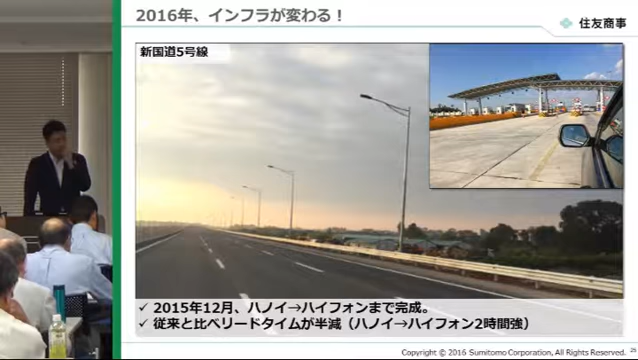 2016年、インフラが変わる！
住友商事
新国道5号線
✓ 2015年12月、ハノイ→ハイフォンまで完成。
✓ 従来と比べリードタイムが半減（ハノイ→ハイフォン2時間強）
Copyright © 2016 Sumitomo Corporation, All Rights Reserved. 25